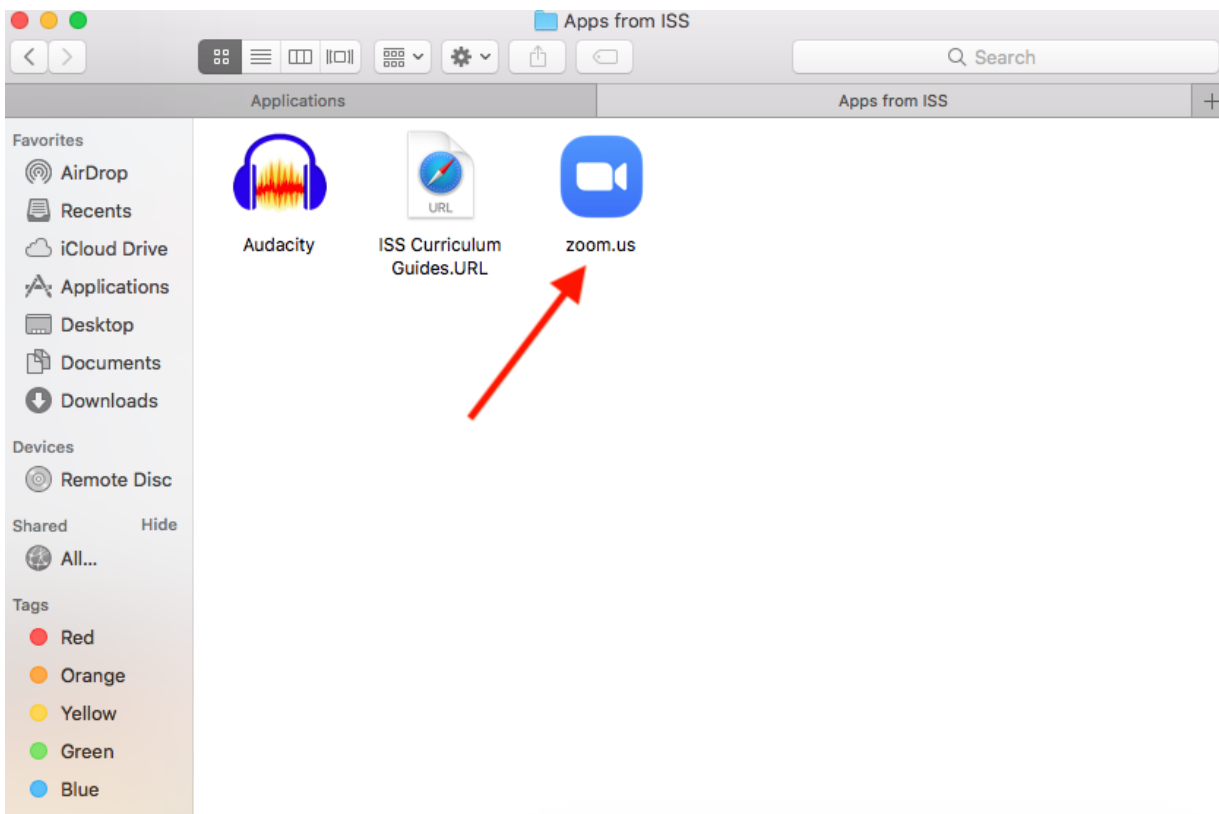 Apps from ISS
Search
Applications
Apps from ISS
Favorites
AirDrop
Recents
iCloud Drive
Applications
Desktop
Documents
Downloads
Devices
Remote Disc
Shared Hide
All...
Tags
Red
Orange
Yellow
Green
Blue
URL
Audacity
ISS Curriculum
Guides.URL
zoom.us